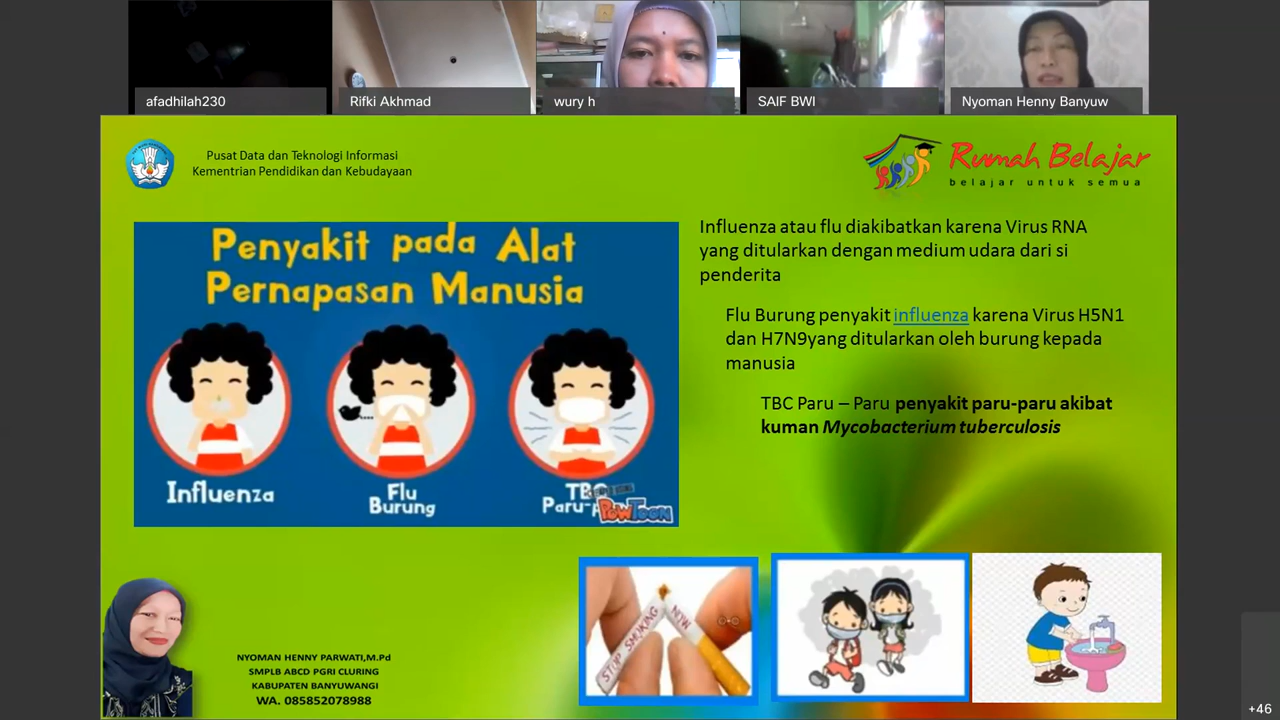 afadhilah230
Rifki Akhmad
wury h
SAIF BWI
Nyoman Henny Banyuw
Pusat Data dan Teknologi Informasi
Kementrian Pendidikan dan Kebudayaan
Rumah Belajar
belajar untuk semua
Penyakit pada Alat
Pernapasan Manusia
Influenza
Flu
Burung
TBC
Paru-p
PowToon
Influenza atau flu diakibatkan karena Virus RNA
yang ditularkan dengan medium udara dari si
penderita
Flu Burung penyakit influenza karena Virus H5N1
dan H7N9yang ditularkan oleh burung kepada
manusia
TBC Paru – Paru penyakit paru-paru akibat
kuman Mycobacterium tuberculosis
STOP SMOKING NOW
NYOMAN HENNY PARWATI,M.Pd
SMPLB ABCD PGRI CLURING
KABUPATEN BANYUWANGI
WA. 085852078988
+46